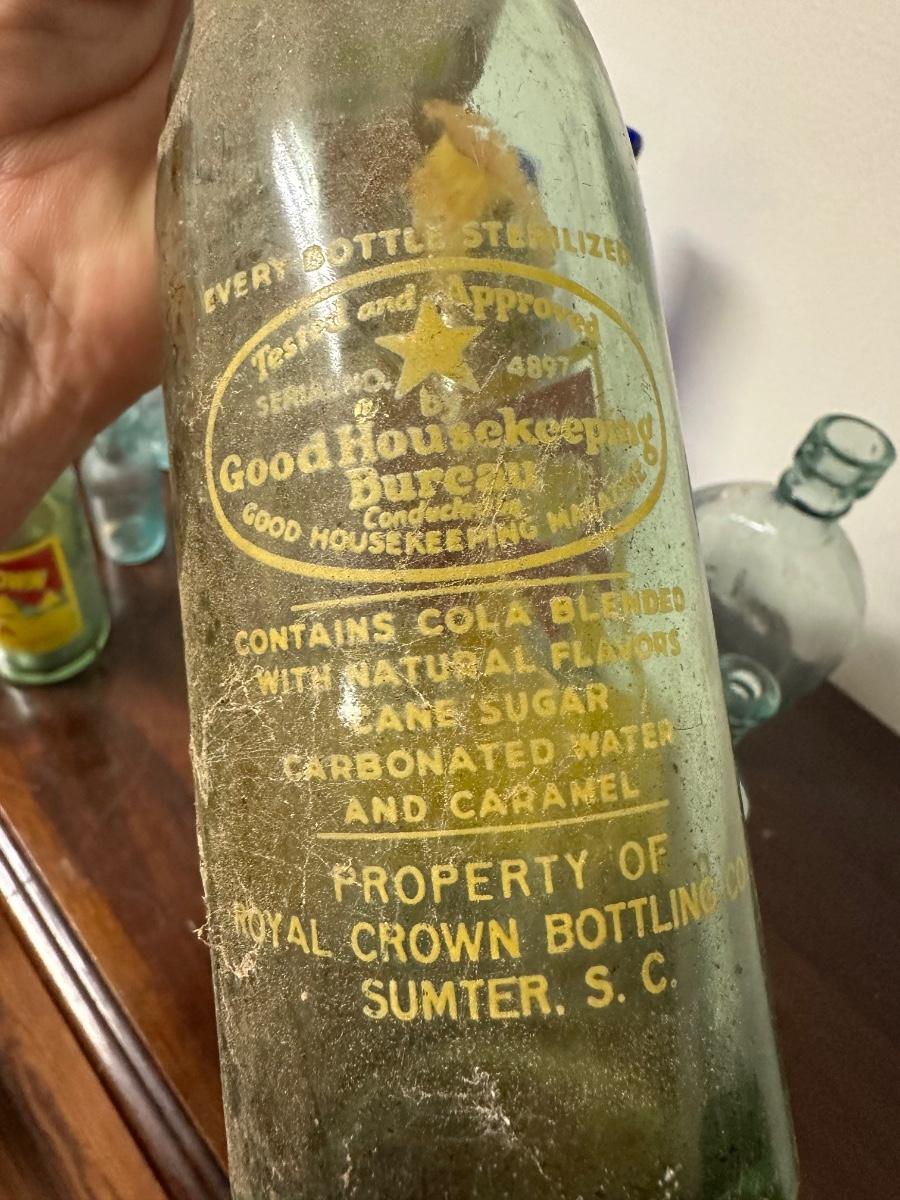 EVERY BOTTLE STERILIZED
Tested and Approved
SERIAL NO. 4897
by
Good Housekeeping
Bureau
Conducted by
GOOD HOUSEKEEPING MAGAZINE
CONTAINS COLA BLENDED
WITH NATURAL FLAVORS
CANE SUGAR
CARBONATED WATER
AND CARAMEL
PROPERTY OF
ROYAL CROWN BOTTLING CO
SUMTER, S. C.